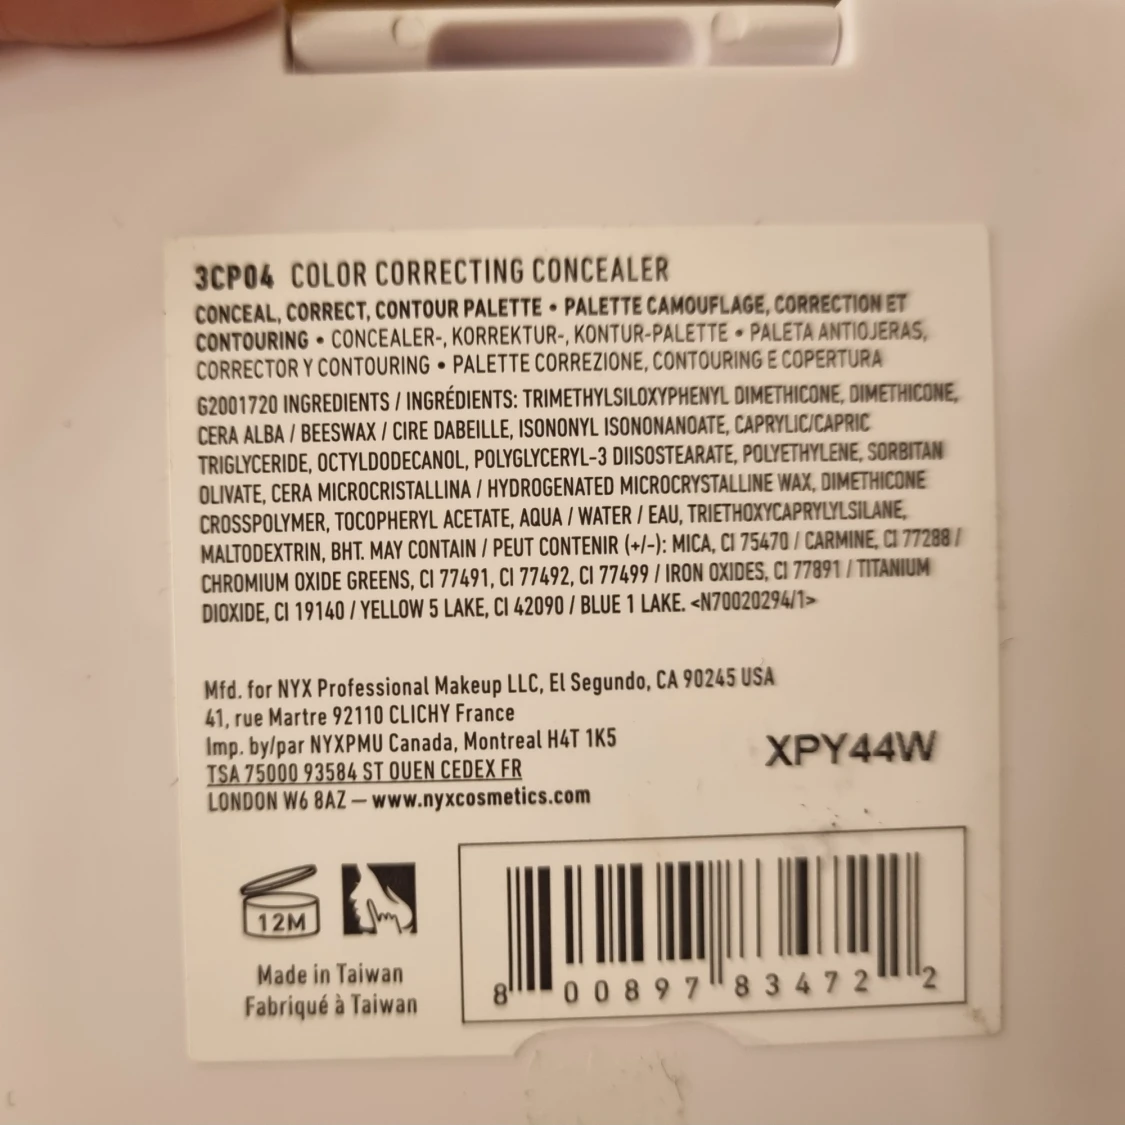 3CP04 COLOR CORRECTING CONCEALER
CONCEAL, CORRECT, CONTOUR PALETTE • PALETTE CAMOUFLAGE, CORRECTION ET
CONTOURING • CONCEALER-, KORREKTUR-, KONTUR-PALETTE • PALETA ANTIOJERAS,
CORRECTOR Y CONTOURING • PALETTE CORREZIONE, CONTOURING E COPERTURA
G2001720 INGREDIENTS / INGRÉDIENTS: TRIMETHYLSILOXYPHENYL DIMETHICONE, DIMETHICONE,
CERA ALBA / BEESWAX / CIRE DABEILLE, ISONONYL ISONONANOATE, CAPRYLIC/CAPRIC
TRIGLYCERIDE, OCTYLDODECANOL, POLYGLYCERYL-3 DIISOSTEARATE, POLYETHYLENE, SORBITAN
OLIVATE, CERA MICROCRISTALLINA / HYDROGENATED MICROCRYSTALLINE WAX, DIMETHICONE
CROSSPOLYMER, TOCOPHERYL ACETATE, AQUA / WATER / EAU, TRIETHOXYCAPRYLYLSILANE,
MALTODEXTRIN, BHT. MAY CONTAIN / PEUT CONTENIR (+/-): MICA, CI 75470 / CARMINE, CI 77288 /
CHROMIUM OXIDE GREENS, CI 77491, CI 77492, CI 77499 / IRON OXIDES, CI 77891 / TITANIUM
DIOXIDE, CI 19140 / YELLOW 5 LAKE, CI 42090 / BLUE 1 LAKE. <N70020294/1>
Mfd. for NYX Professional Makeup LLC, El Segundo, CA 90245 USA
41, rue Martre 92110 CLICHY France
Imp. by/par NYXPMU Canada, Montreal H4T 1K5
TSA 75000 93584 ST OUEN CEDEX FR
LONDON W6 8AZ – www.nyxcosmetics.com
XPY44W
12M
Made in Taiwan
Fabriqué à Taiwan
8 00897 83472 2